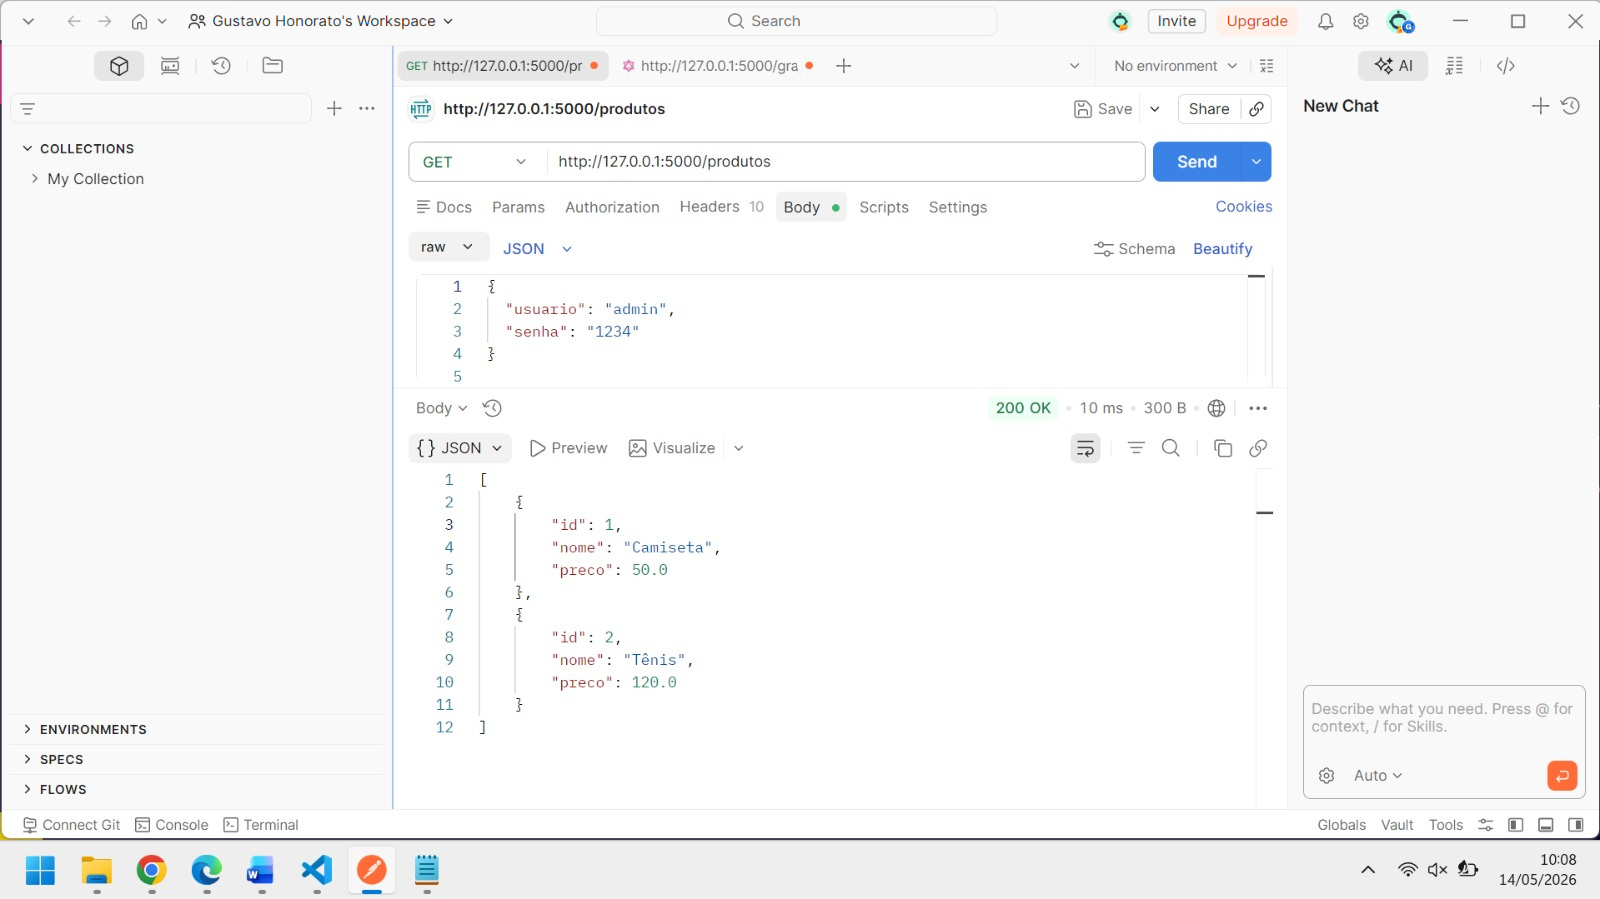 Gustavo Honorato's Workspace
Search
Invite
Upgrade
G
GET http://127.0.0.1:5000/pr
http://127.0.0.1:5000/gra
No environment
AI
HTTP http://127.0.0.1:5000/produtos
Save
Share
New Chat
COLLECTIONS
My Collection
GET
http://127.0.0.1:5000/produtos
Send
Docs
Params
Authorization
Headers 10
Body
Scripts
Settings
Cookies
raw
JSON
Schema
Beautify
1 {
2 "usuario": "admin",
3 "senha": "1234"
4 }
5
Body
200 OK
10 ms
300 B
{} JSON
Preview
Visualize
1 [
2 {
3 "id": 1,
4 "nome": "Camiseta",
5 "preco": 50.0
6 },
7 {
8 "id": 2,
9 "nome": "Tênis",
10 "preco": 120.0
11 }
12 ]
ENVIRONMENTS
SPECS
FLOWS
Describe what you need. Press @ for
context, / for Skills.
Auto
Connect Git
Console
Terminal
Globals
Vault
Tools
10:08
14/05/2026